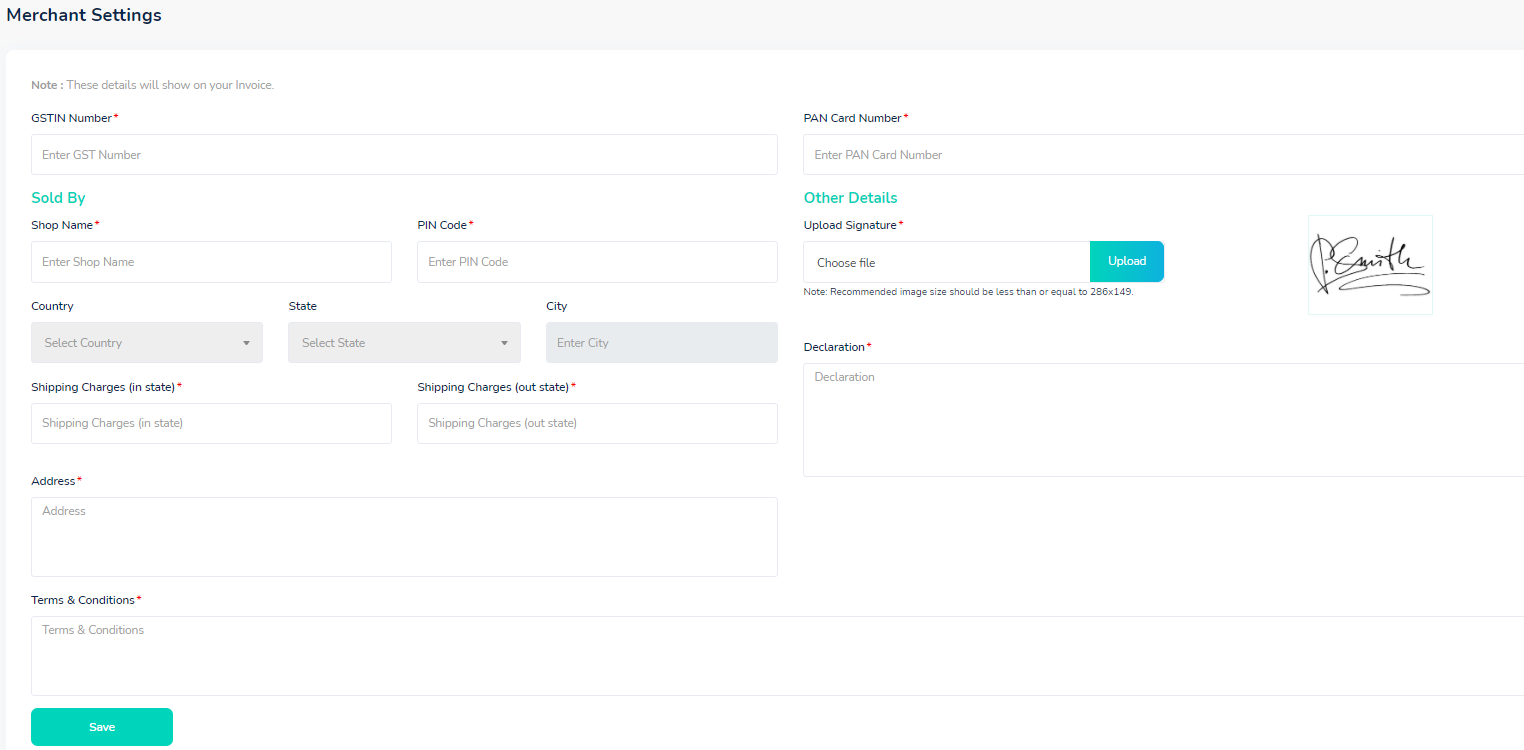 Merchant Settings
Note : These details will show on your Invoice.
GSTIN Number*
Enter GST Number
PAN Card Number*
Enter PAN Card Number
Sold By
Shop Name*
Enter Shop Name
PIN Code*
Enter PIN Code
Country
Select Country
State
Select State
City
Enter City
Shipping Charges (in state)*
Shipping Charges (in state)
Shipping Charges (out state)*
Shipping Charges (out state)
Address*
Address
Other Details
Upload Signature*
Choose file
Upload
Note: Recommended image size should be less than or equal to 286x149.
P.Smith
Declaration*
Declaration
Terms & Conditions*
Terms & Conditions
Save